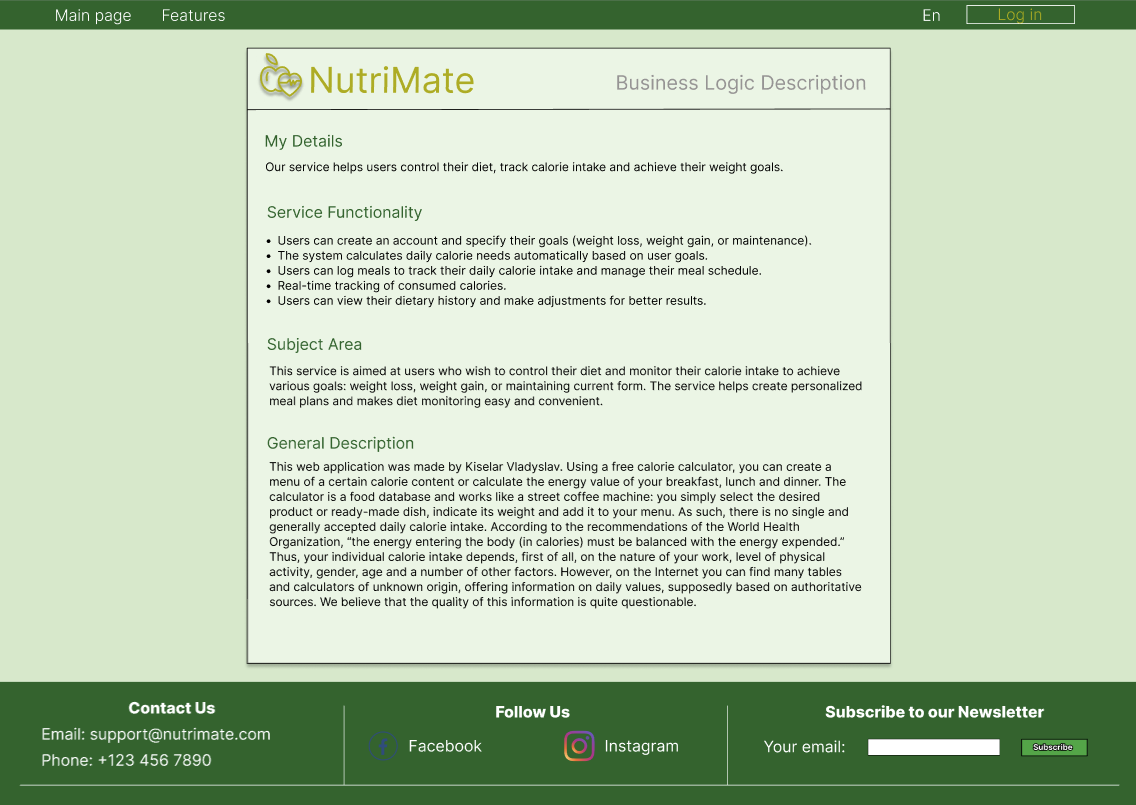 Main page Features En Log in
NutriMate Business Logic Description
My Details
Our service helps users control their diet, track calorie intake and achieve their weight goals.
Service Functionality
• Users can create an account and specify their goals (weight loss, weight gain, or maintenance).
• The system calculates daily calorie needs automatically based on user goals.
• Users can log meals to track their daily calorie intake and manage their meal schedule.
• Real-time tracking of consumed calories.
• Users can view their dietary history and make adjustments for better results.
Subject Area
This service is aimed at users who wish to control their diet and monitor their calorie intake to achieve
various goals: weight loss, weight gain, or maintaining current form. The service helps create personalized
meal plans and makes diet monitoring easy and convenient.
General Description
This web application was made by Kiselar Vladyslav. Using a free calorie calculator, you can create a
menu of a certain calorie content or calculate the energy value of your breakfast, lunch and dinner. The
calculator is a food database and works like a street coffee machine: you simply select the desired
product or ready-made dish, indicate its weight and add it to your menu. As such, there is no single and
generally accepted daily calorie intake. According to the recommendations of the World Health
Organization, “the energy entering the body (in calories) must be balanced with the energy expended.”
Thus, your individual calorie intake depends, first of all, on the nature of your work, level of physical
activity, gender, age and a number of other factors. However, on the Internet you can find many tables
and calculators of unknown origin, offering information on daily values, supposedly based on authoritative
sources. We believe that the quality of this information is quite questionable.
Contact Us
Email: support@nutrimate.com
Phone: +123 456 7890
Follow Us
Facebook Instagram
Subscribe to our Newsletter
Your email: Subscribe